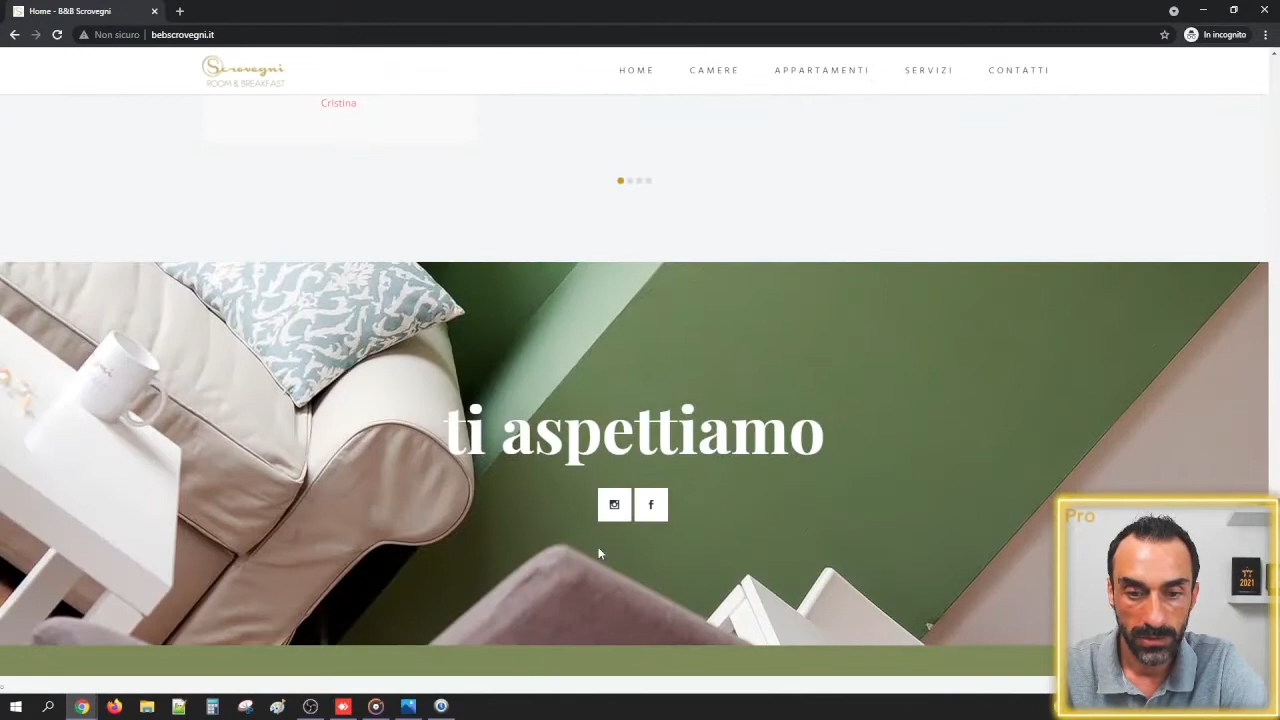 Home - B&B Scrovegni
Non sicuro | bebscrovegni.it
In incognito
Scrovegni
ROOM & BREAKFAST
HOME
CAMERE
APPARTAMENTI
SERVIZI
CONTATTI
Cristina
ti aspettiamo
Pro
2021